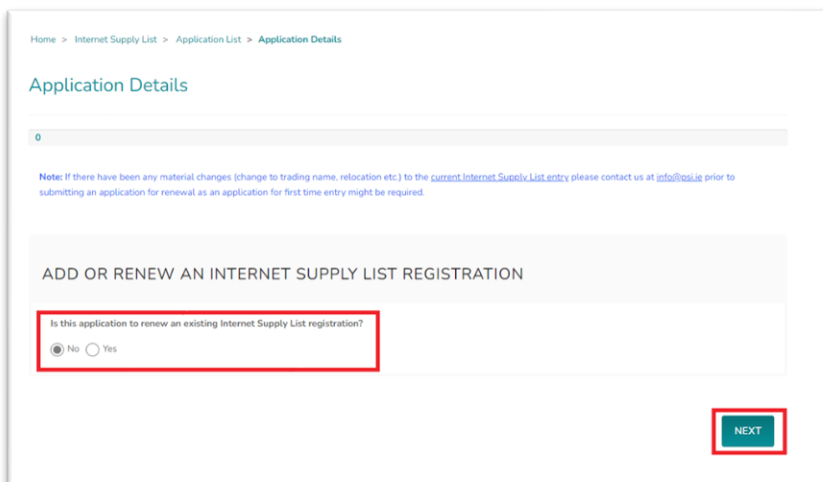 Home > Internet Supply List > Application List > Application Details
Application Details
0
Note: If there have been any material changes (change to trading name, relocation etc.) to the current Internet Supply List entry please contact us at info@psi.ie prior to
submitting an application for renewal as an application for first time entry might be required.
ADD OR RENEW AN INTERNET SUPPLY LIST REGISTRATION
Is this application to renew an existing Internet Supply List registration?
No Yes
NEXT